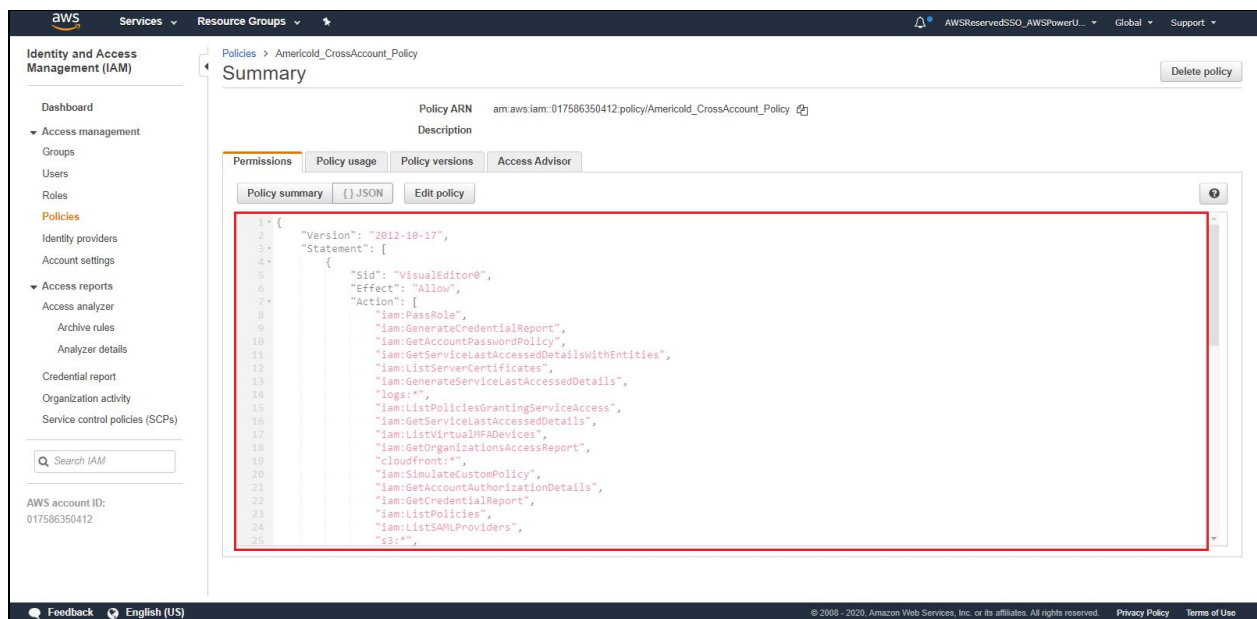 aws Services Resource Groups AWSReservedSSO_AWSPowerU... Global Support
Identity and Access
Management (IAM)
Dashboard
Access management
Groups
Users
Roles
Policies
Identity providers
Account settings
Access reports
Access analyzer
Archive rules
Analyzer details
Credential report
Organization activity
Service control policies (SCPs)
Search IAM
AWS account ID:
017586350412
Policies > Americold_CrossAccount_Policy
Summary
Delete policy
Policy ARN arn:aws:iam::017586350412:policy/Americold_CrossAccount_Policy
Description
Permissions Policy usage Policy versions Access Advisor
Policy summary { } JSON Edit policy
1 {
2 "Version": "2012-10-17",
3 "Statement": [
4 {
5 "Sid": "VisualEditor0",
6 "Effect": "Allow",
7 "Action": [
8 "iam:PassRole",
9 "iam:GenerateCredentialReport",
10 "iam:GetAccountPasswordPolicy",
11 "iam:GetServiceLastAccessedDetailsWithEntities",
12 "iam:ListServerCertificates",
13 "iam:GenerateServiceLastAccessedDetails",
14 "logs:*",
15 "iam:ListPoliciesGrantingServiceAccess",
16 "iam:GetServiceLastAccessedDetails",
17 "iam:ListVirtualMFADevices",
18 "iam:GetOrganizationsAccessReport",
19 "cloudfront:*",
20 "iam:SimulateCustomPolicy",
21 "iam:GetAccountAuthorizationDetails",
22 "iam:GetCredentialReport",
23 "iam:ListPolicies",
24 "iam:ListSAMLProviders",
25 "s3:*",
Feedback English (US) © 2008 - 2020, Amazon Web Services, Inc. or its affiliates. All rights reserved. Privacy Policy Terms of Use